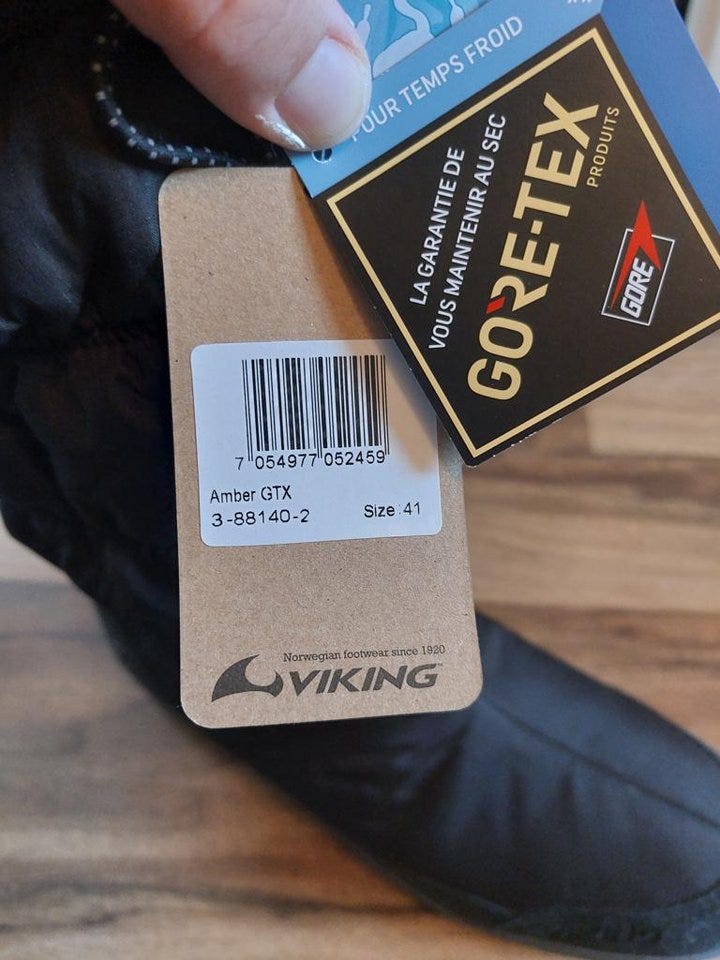 POUR TEMPS FROID
LA GARANTIE DE
VOUS MAINTENIR AU SEC
GORE-TEX
PRODUITS
GORE
7 054977 052459
Amber GTX
3-88140-2 Size: 41
Norwegian footwear since 1920
VIKING